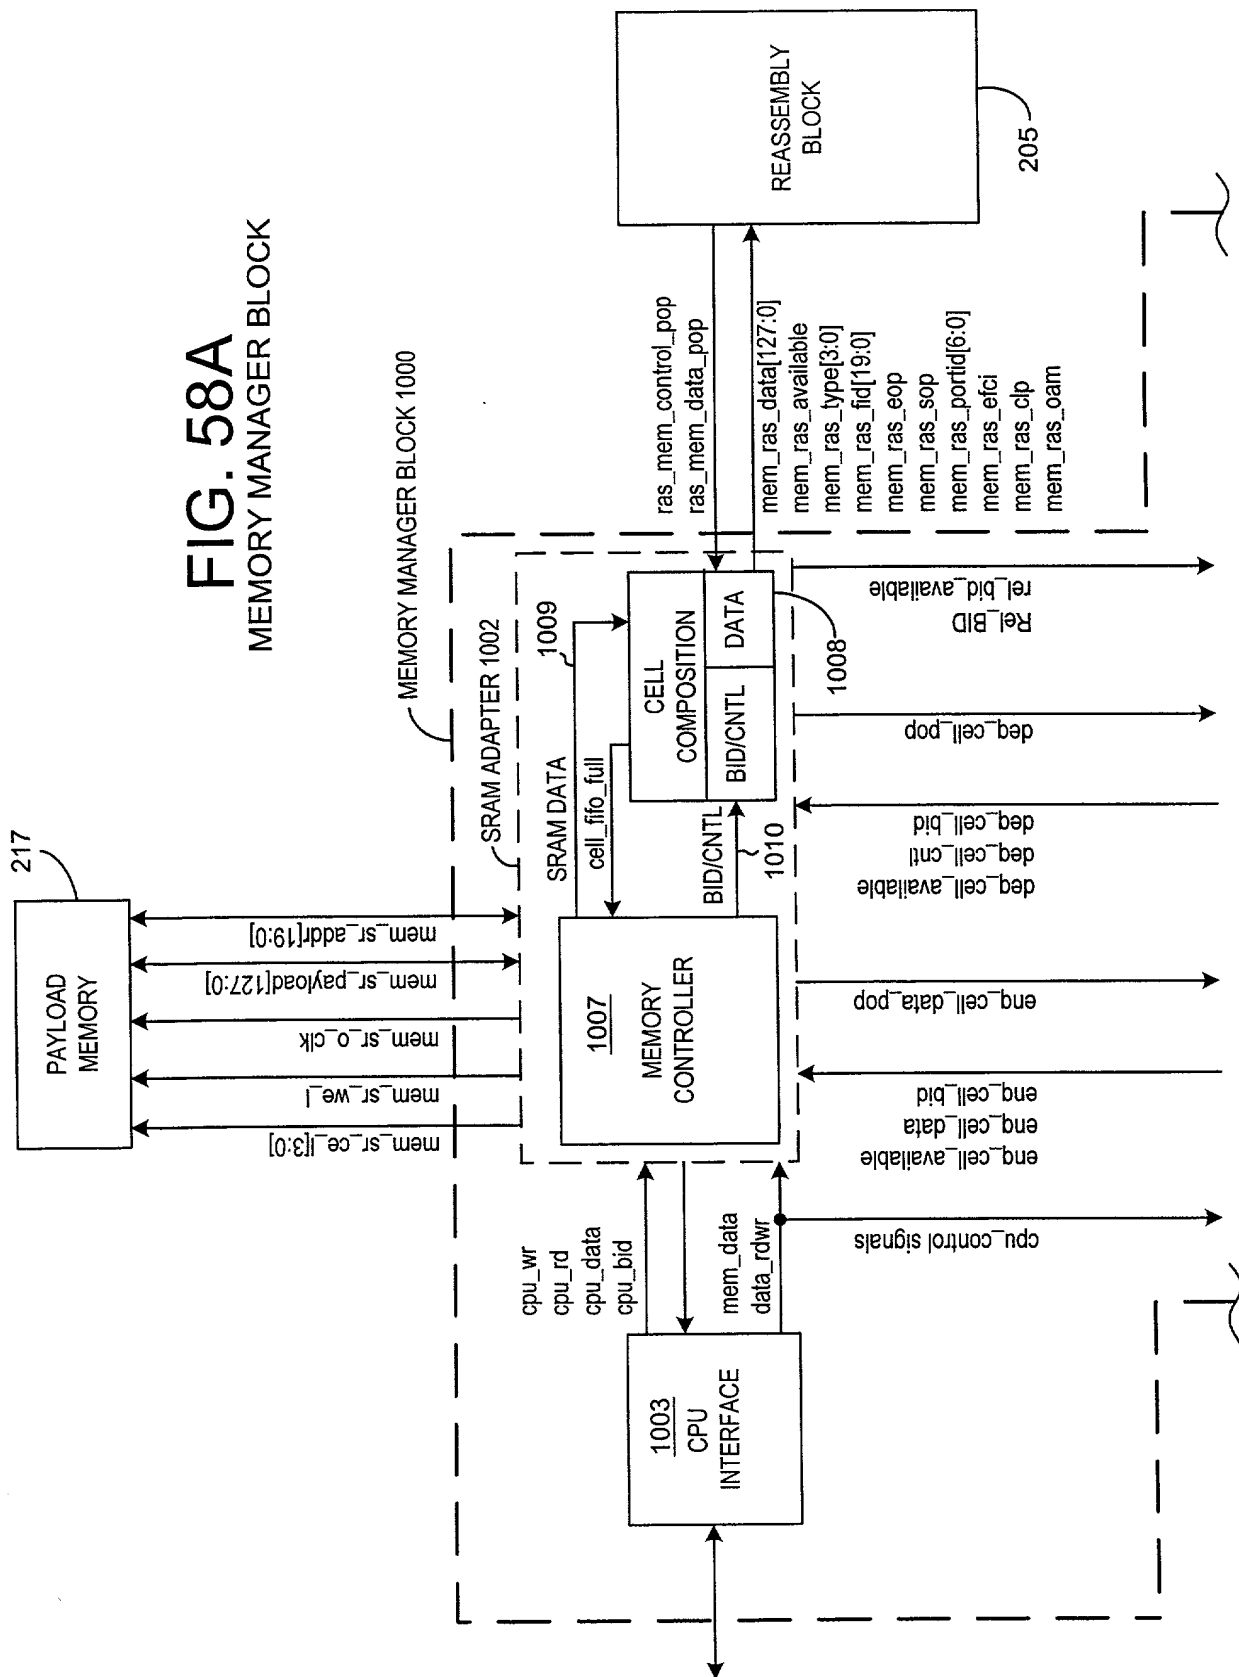 FIG. 58A
MEMORY MANAGER BLOCK
MEMORY MANAGER BLOCK 1000
SRAM ADAPTER 1002
217
PAYLOAD
MEMORY
mem_sr_ce_l[3:0]
mem_sr_we_l
mem_sr_o_clk
mem_sr_payload[127:0]
mem_sr_addr[19:0]
1003
CPU
INTERFACE
cpu_wr
cpu_rd
cpu_data
cpu_bid
mem_data
data_rdwr
1007
MEMORY
CONTROLLER
SRAM DATA
1009
cell_fifo_full
BID/CNTL
1010
CELL
COMPOSITION
BID/CNTL
DATA
1008
ras_mem_control_pop
ras_mem_data_pop
mem_ras_data[127:0]
mem_ras_available
mem_ras_type[3:0]
mem_ras_fid[19:0]
mem_ras_eop
mem_ras_sop
mem_ras_portid[6:0]
mem_ras_efci
mem_ras_clp
mem_ras_oam
REASSEMBLY
BLOCK
205
cpu_control signals
enq_cell_available
enq_cell_data
enq_cell_bid
enq_cell_data_pop
deq_cell_available
deq_cell_cntl
deq_cell_bid
deq_cell_pop
Rel_BID
rel_bid_available